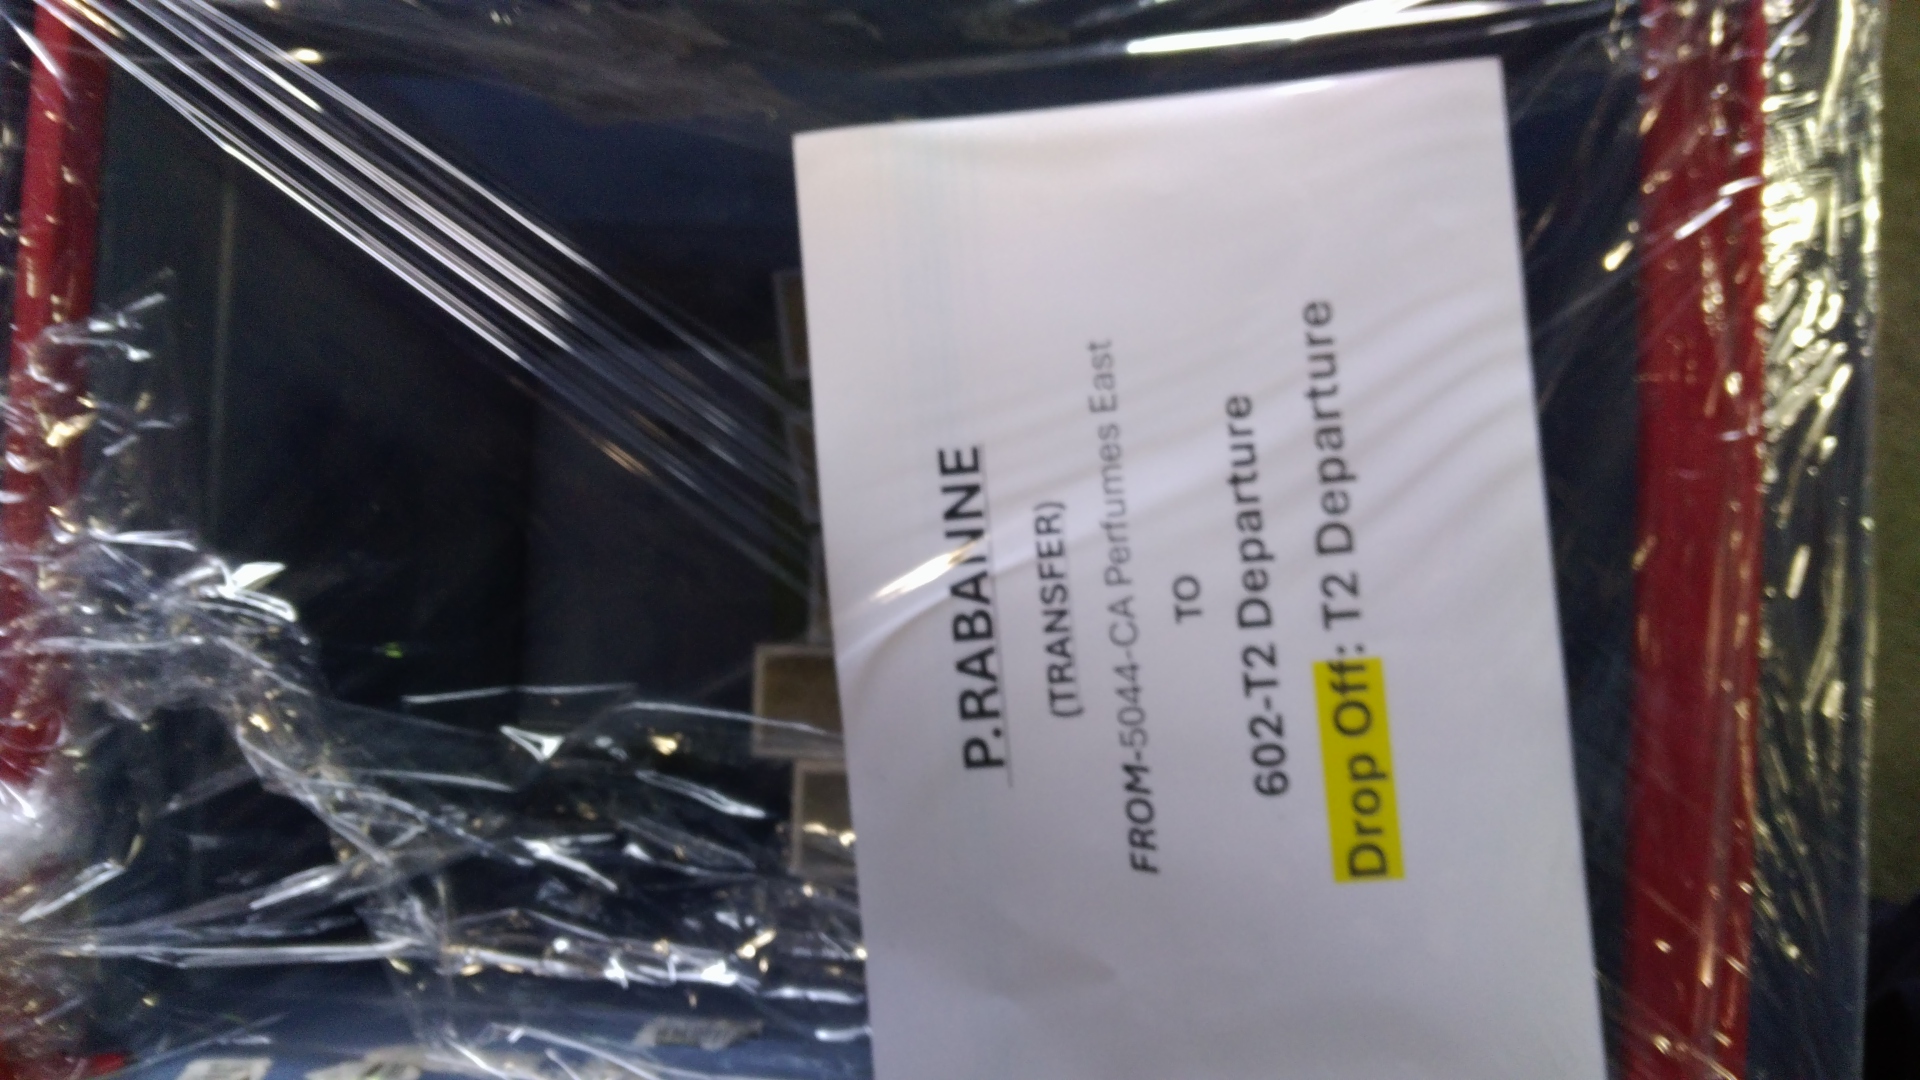 P.RABANNE
(TRANSFER)
FROM-5044-CA Perfumes East
TO
602-T2 Departure
Drop Off: T2 Departure